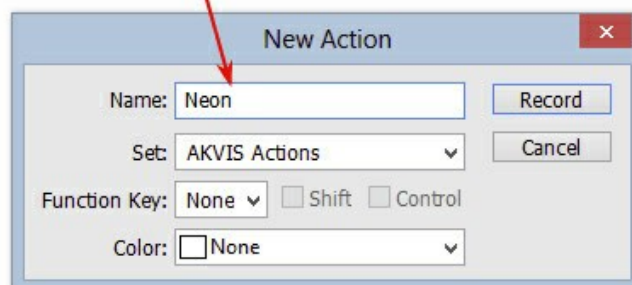 New Action
Name: Neon Record
Set: AKVIS Actions Cancel
Function Key: None Shift Control
Color: None